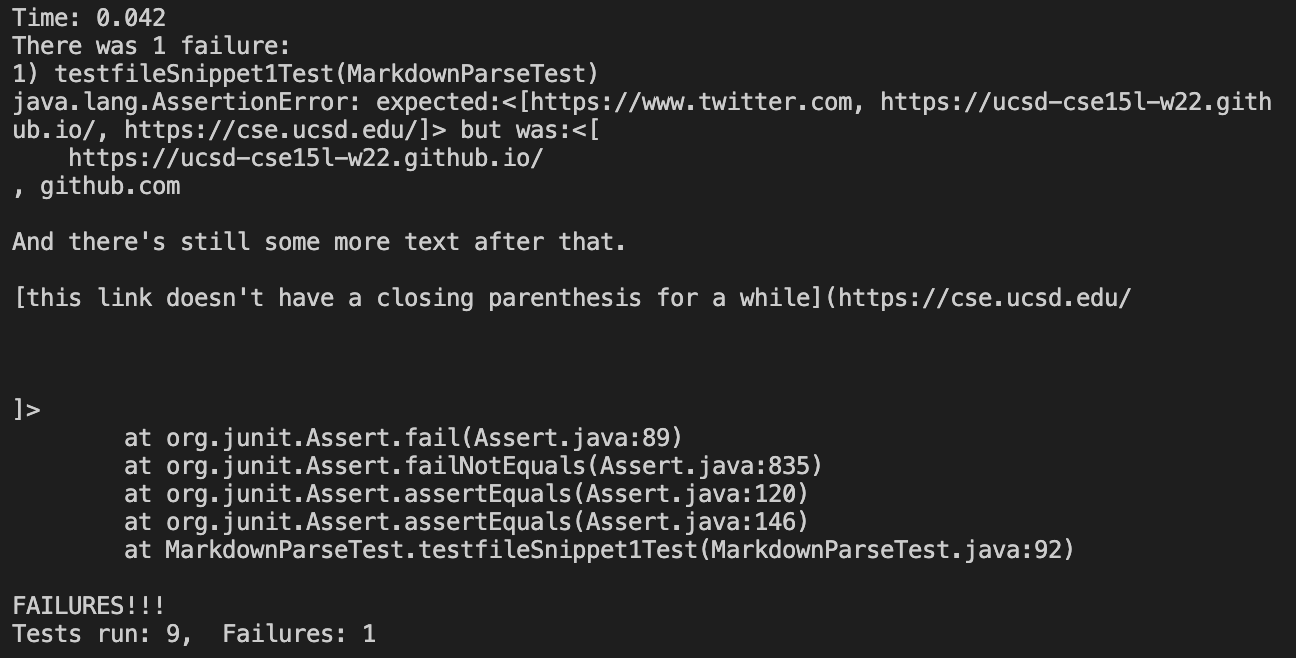 Time: 0.042
There was 1 failure:
1) testfileSnippet1Test(MarkdownParseTest)
java.lang.AssertionError: expected:<[https://www.twitter.com, https://ucsd-cse15l-w22.gith
ub.io/, https://cse.ucsd.edu/]> but was:<[
    https://ucsd-cse15l-w22.github.io/
, github.com

And there's still some more text after that.

[this link doesn't have a closing parenthesis for a while](https://cse.ucsd.edu/



]>
        at org.junit.Assert.fail(Assert.java:89)
        at org.junit.Assert.failNotEquals(Assert.java:835)
        at org.junit.Assert.assertEquals(Assert.java:120)
        at org.junit.Assert.assertEquals(Assert.java:146)
        at MarkdownParseTest.testfileSnippet1Test(MarkdownParseTest.java:92)

FAILURES!!!
Tests run: 9,  Failures: 1